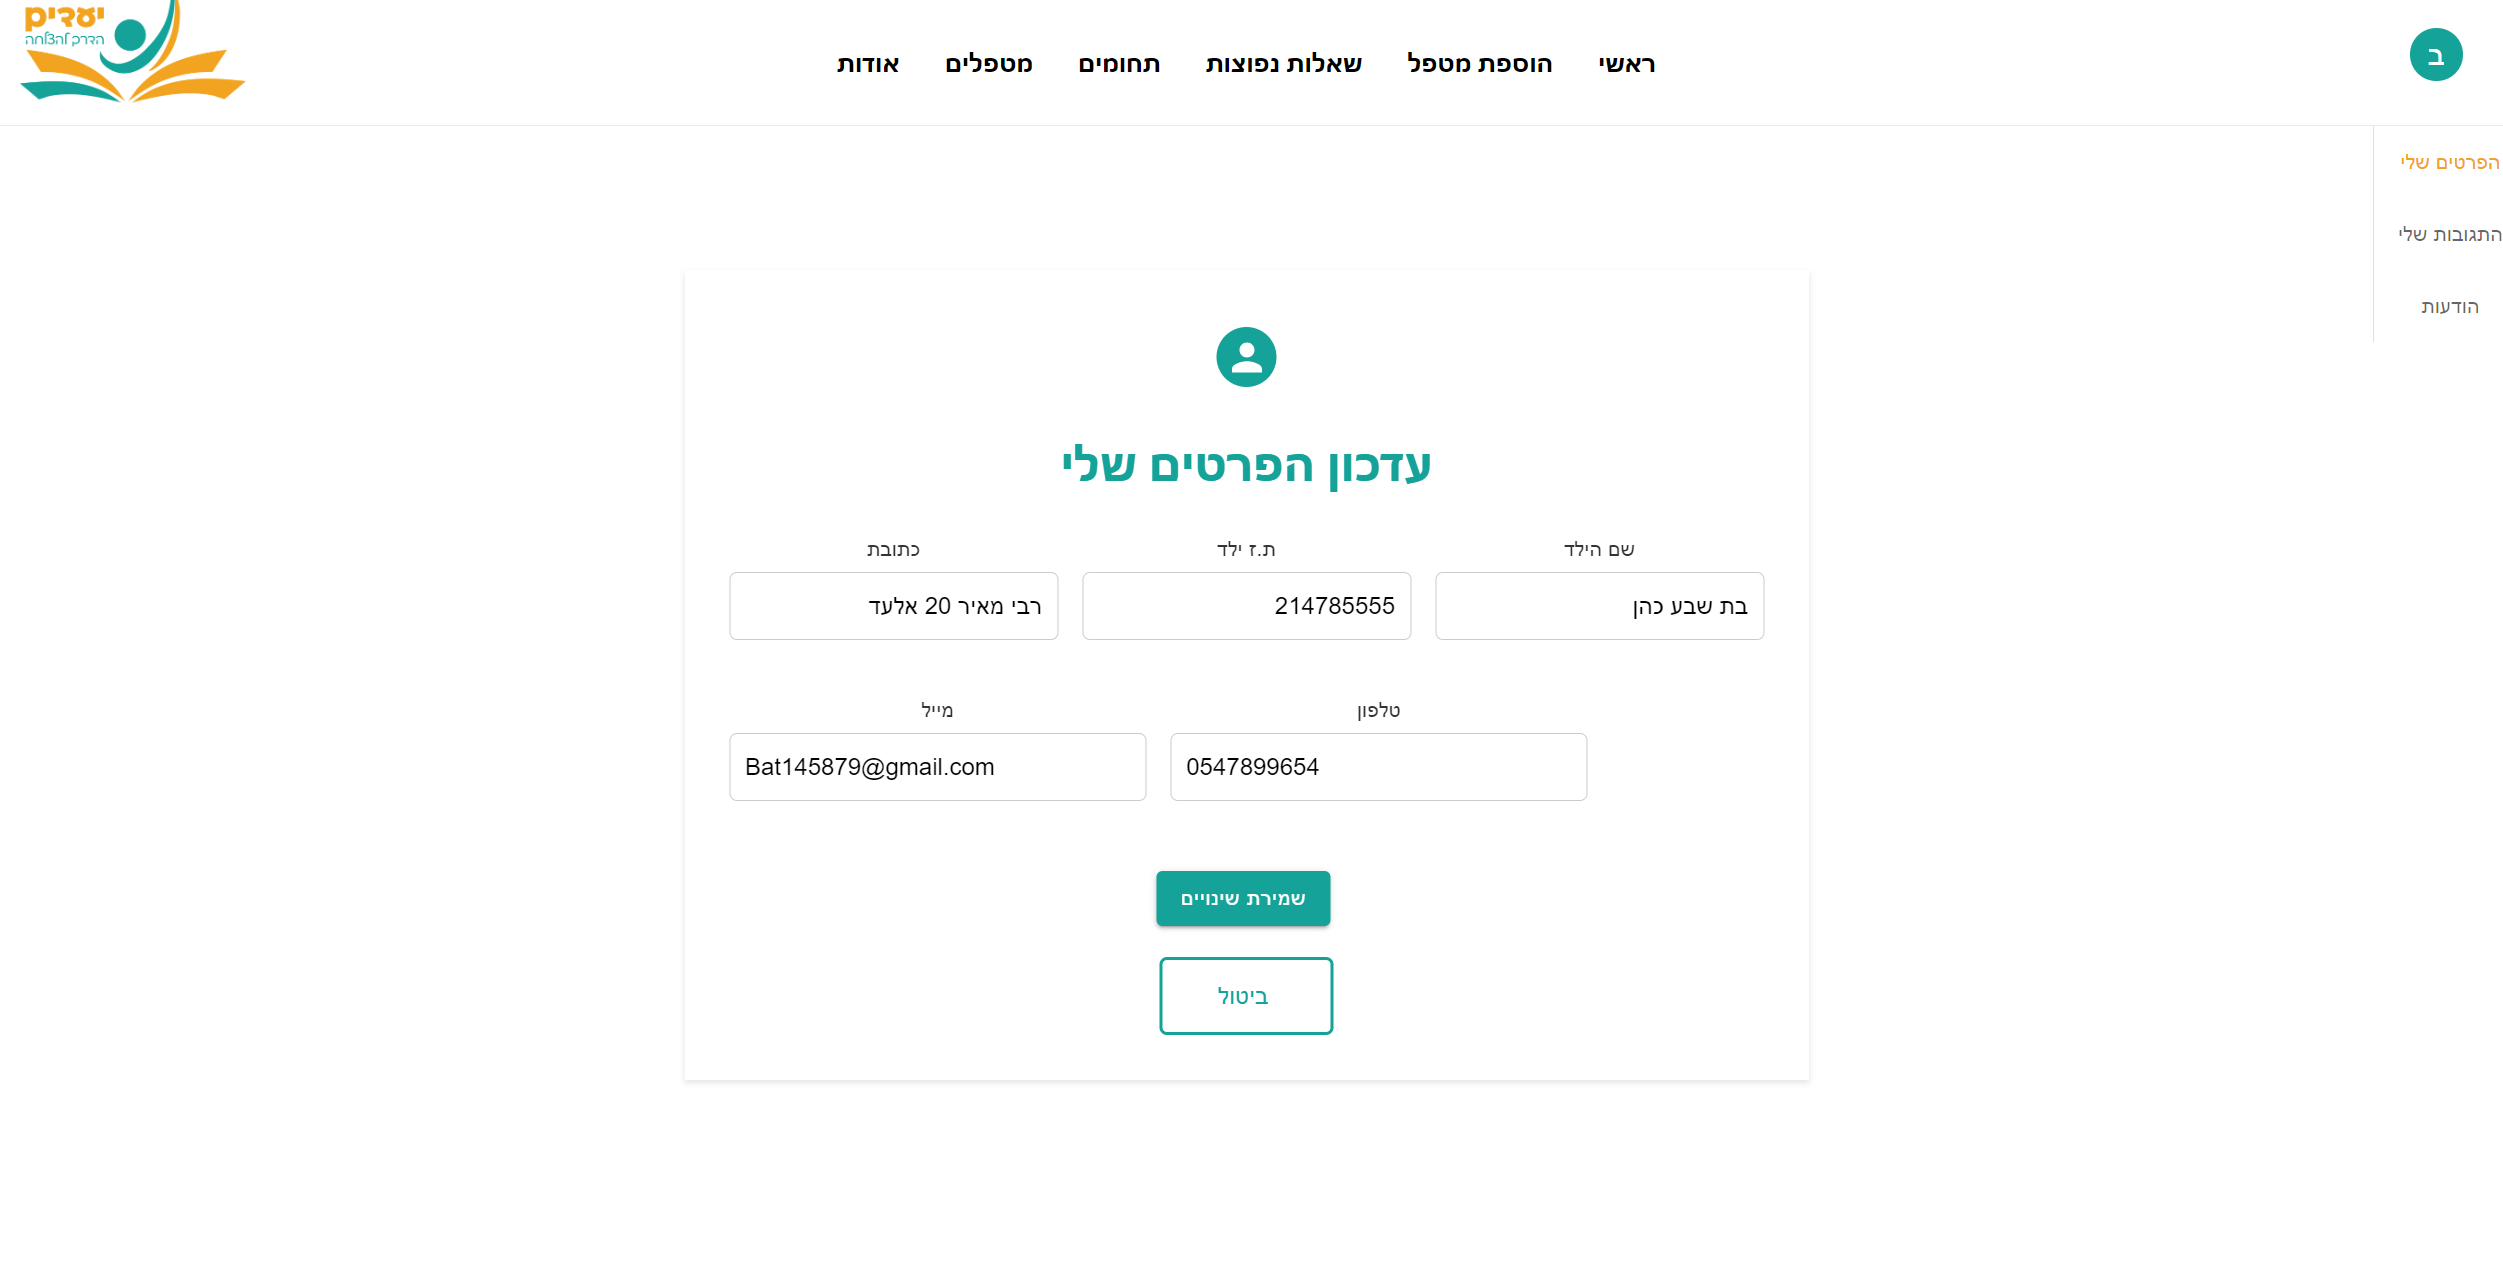 יעדים
הדרך להצלחה
ב
ראשי הוספת מטפל שאלות נפוצות תחומים מטפלים אודות
הפרטים שלי
התגובות שלי
הודעות
עדכון הפרטים שלי
שם הילד ת.ז ילד כתובת
בת שבע כהן 214785555 רבי מאיר 20 אלעד
טלפון מייל
0547899654 Bat145879@gmail.com
שמירת שינויים
ביטול